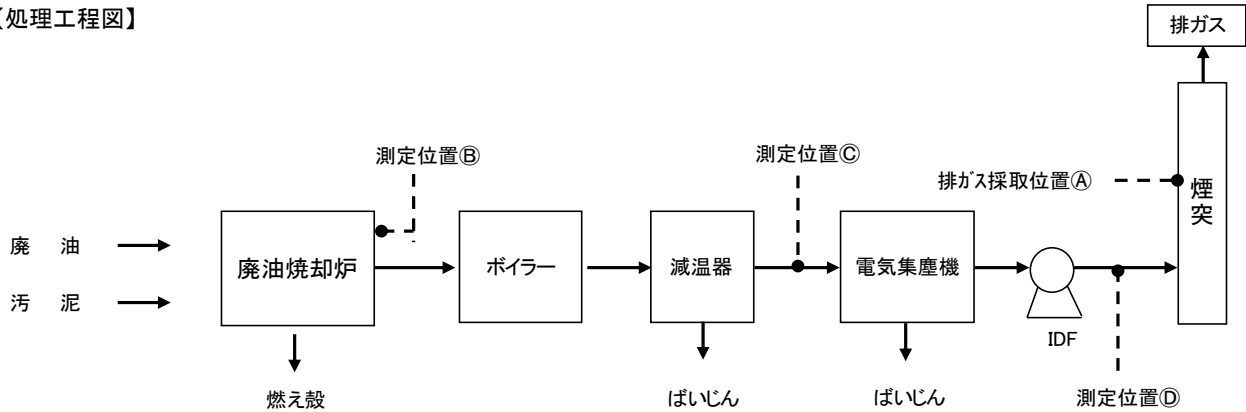 【処理工程図】
排ガス
測定位置Ⓑ
測定位置Ⓒ
排ガス採取位置Ⓐ
煙突
廃 油
汚 泥
廃油焼却炉
ボイラー
減温器
電気集塵機
IDF
燃え殻
ばいじん
ばいじん
測定位置Ⓓ